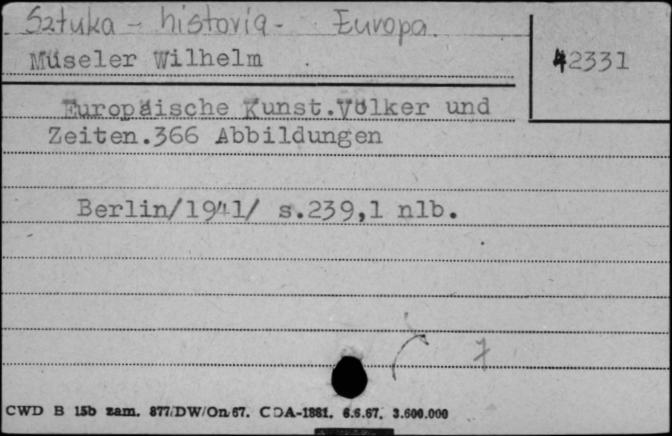 Sztuka - historia - Europa.
Müseler Wilhelm
42331
Europäische Kunst.Völker und
Zeiten.366 Abbildungen
Berlin/1941/ s.239,1 nlb.
7
CWD B 15b zam. 877/DW/On/67. CDA-1881. 6.6.67. 3.600.000